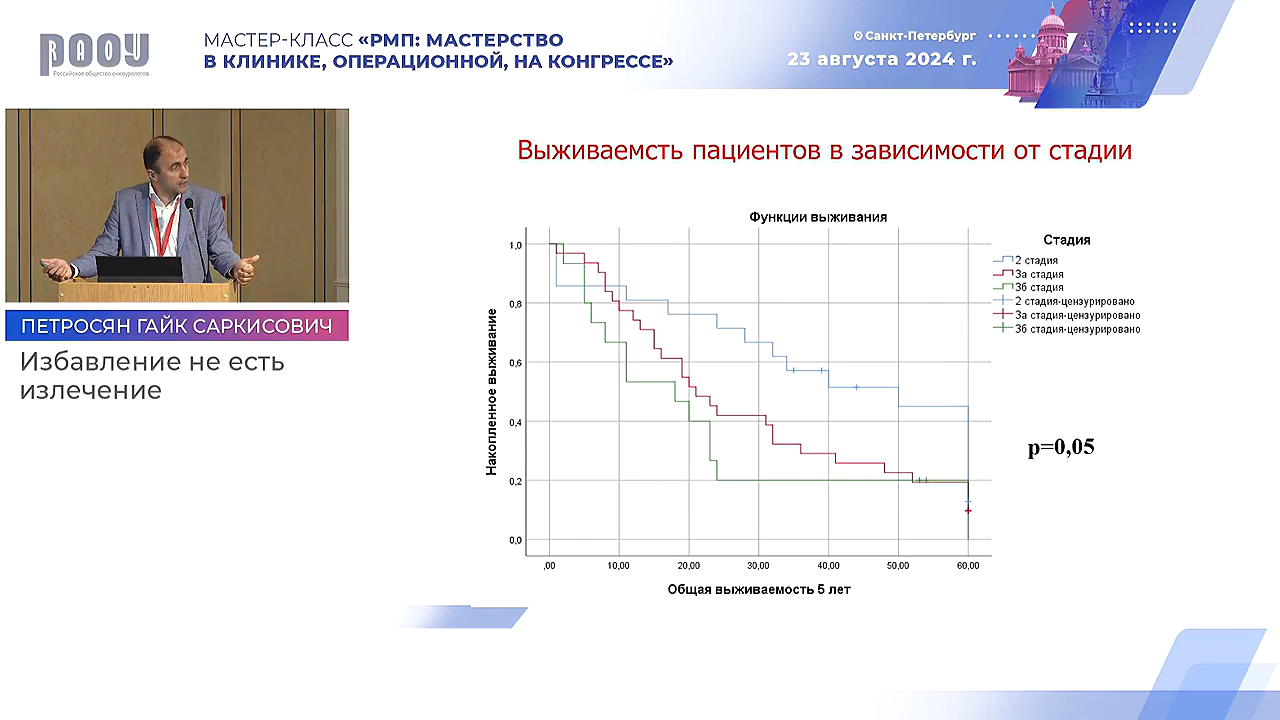 РАОУ
Российское общество онкоурологов
МАСТЕР-КЛАСС «РМП: МАСТЕРСТВО
В КЛИНИКЕ, ОПЕРАЦИОННОЙ, НА КОНГРЕССЕ»
Санкт-Петербург
23 августа 2024 г.
ПЕТРОСЯН ГАЙК САРКИСОВИЧ
Избавление не есть
излечение
Выживаемсть пациентов в зависимости от стадии
Функции выживания
Накопленное выживание
1,0
0,8
0,6
0,4
0,2
0,0
,00
10,00
20,00
30,00
40,00
50,00
60,00
Общая выживаемость 5 лет
Стадия
2 стадия
3а стадия
3б стадия
2 стадия-цензурировано
3а стадия-цензурировано
3б стадия-цензурировано
p=0,05